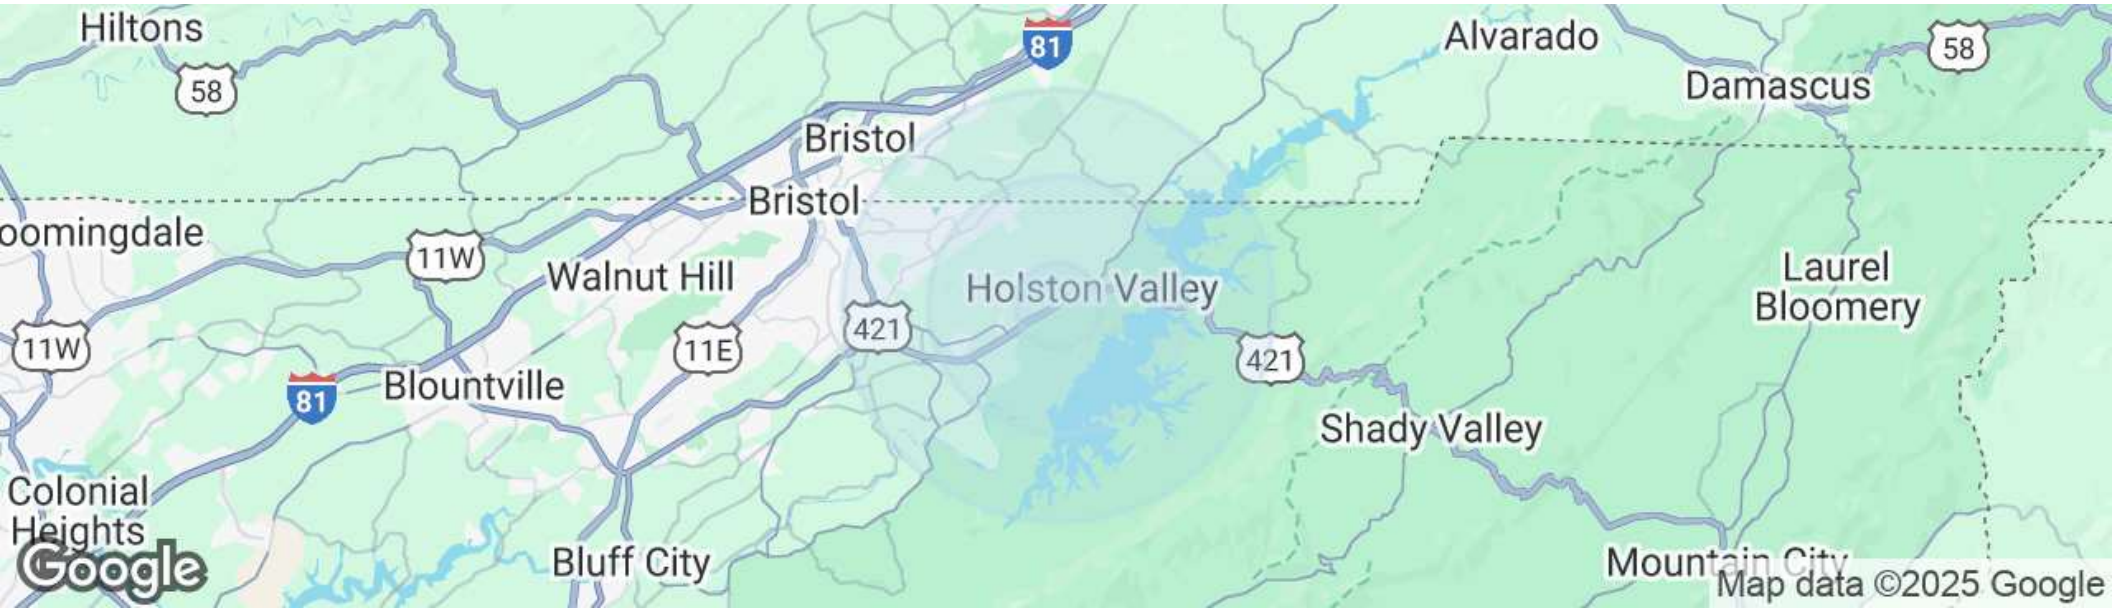 Hiltons
58
81
Alvarado
58
Damascus
Bristol
Bristol
oomingdale
11W
Walnut Hill
Holston Valley
Laurel
Bloomery
11W
11E
421
421
81
Blountville
Shady Valley
Colonial
Heights
Bluff City
Mountain City
Google
Map data ©2025 Google